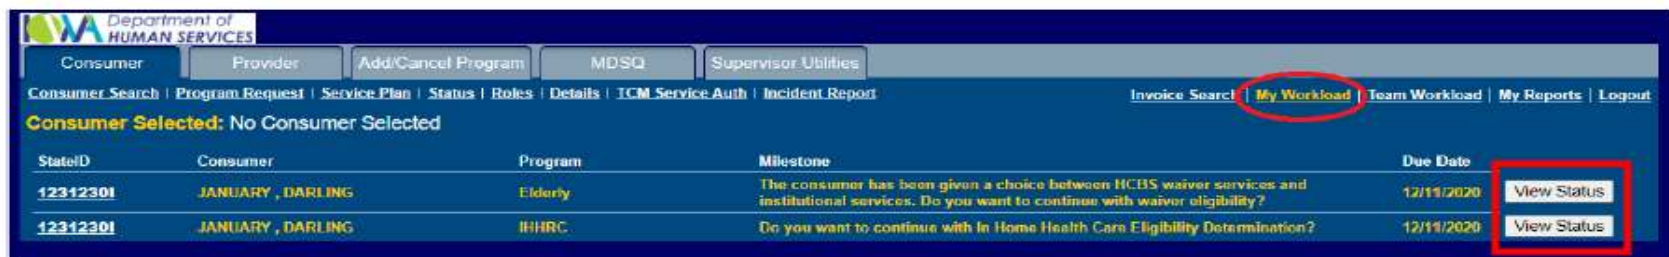 IOWA Department of
HUMAN SERVICES
Consumer Provider Add/Cancel Program MDSQ Supervisor Utilities
Consumer Search | Program Request | Service Plan | Status | Roles | Details | TCM Service Auth | Incident Report Invoice Search | My Workload | Team Workload | My Reports | Logout
Consumer Selected: No Consumer Selected
StateID Consumer Program Milestone Due Date
1231230I JANUARY , DARLING Elderly The consumer has been given a choice between HCBS waiver services and
institutional services. Do you want to continue with waiver eligibility? 12/11/2020 View Status
1231230I JANUARY , DARLING IHHRC Do you want to continue with In Home Health Care Eligibility Determination? 12/11/2020 View Status